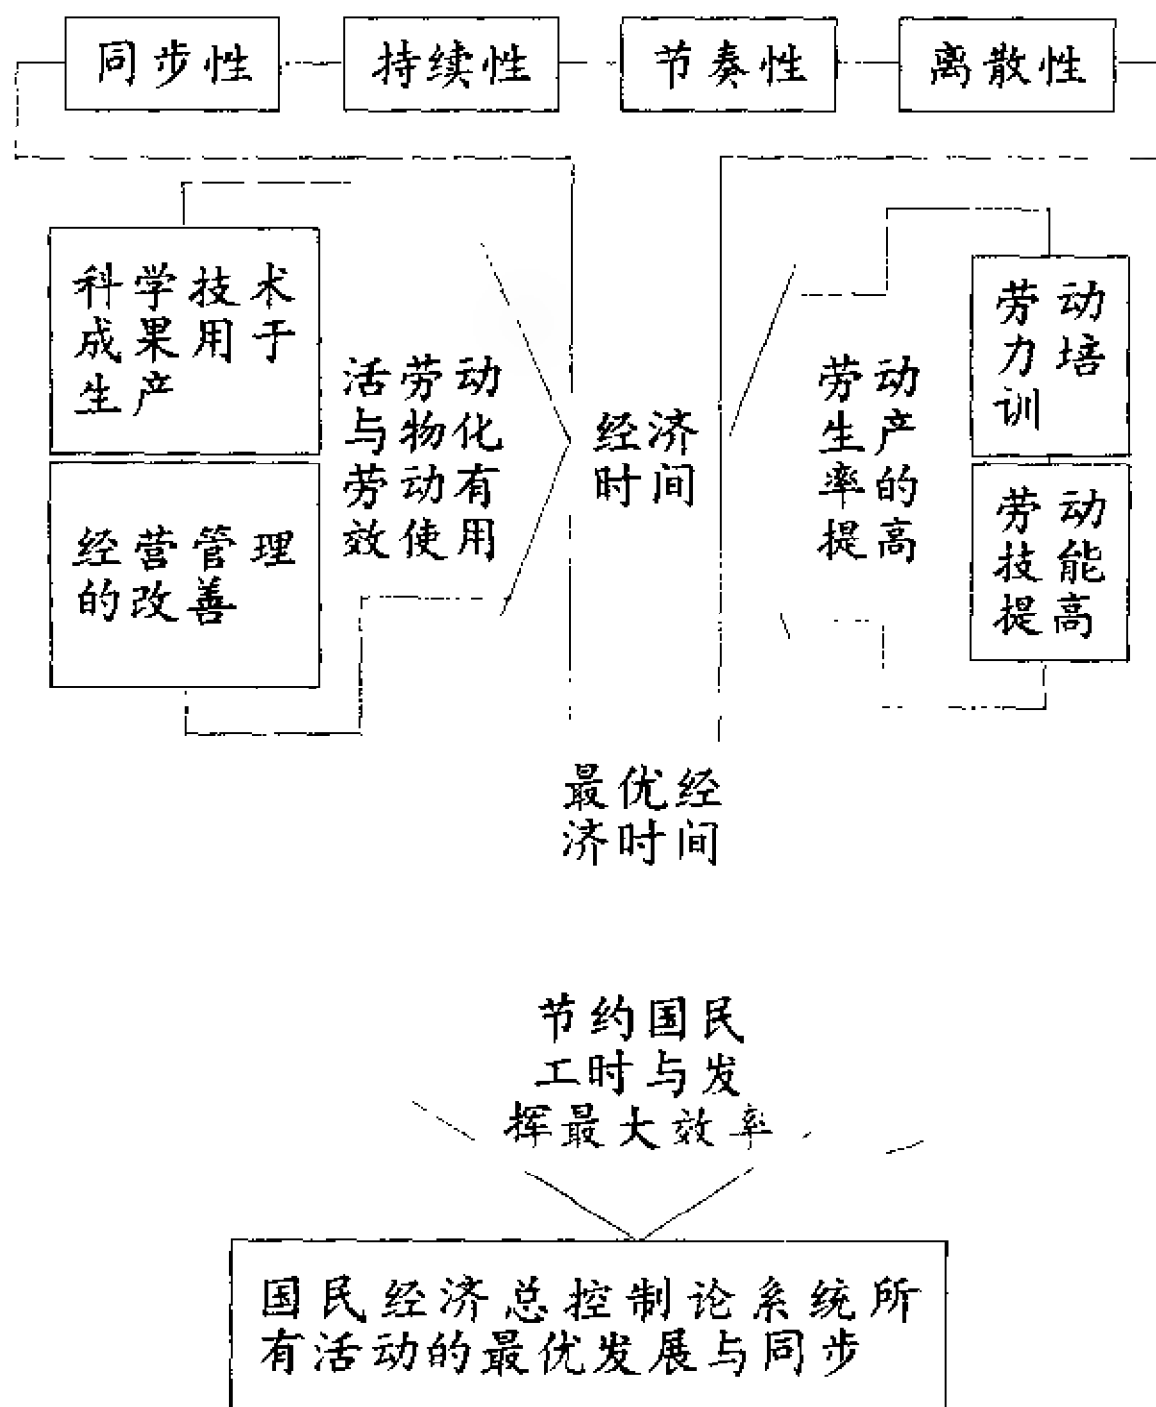 同步性
持续性
节奏性
离散性
科学技术
成果用于
生产
经营管理
的改善
活劳动
与物化
劳动有
效使用
经济
时间
劳动
生产
率的
提高
劳动
力培
训
劳动
技能
提高
最优经
济时间
节约国民
工时与发
挥最大效率
国民经济总控制论系统所
有活动的最优发展与同步